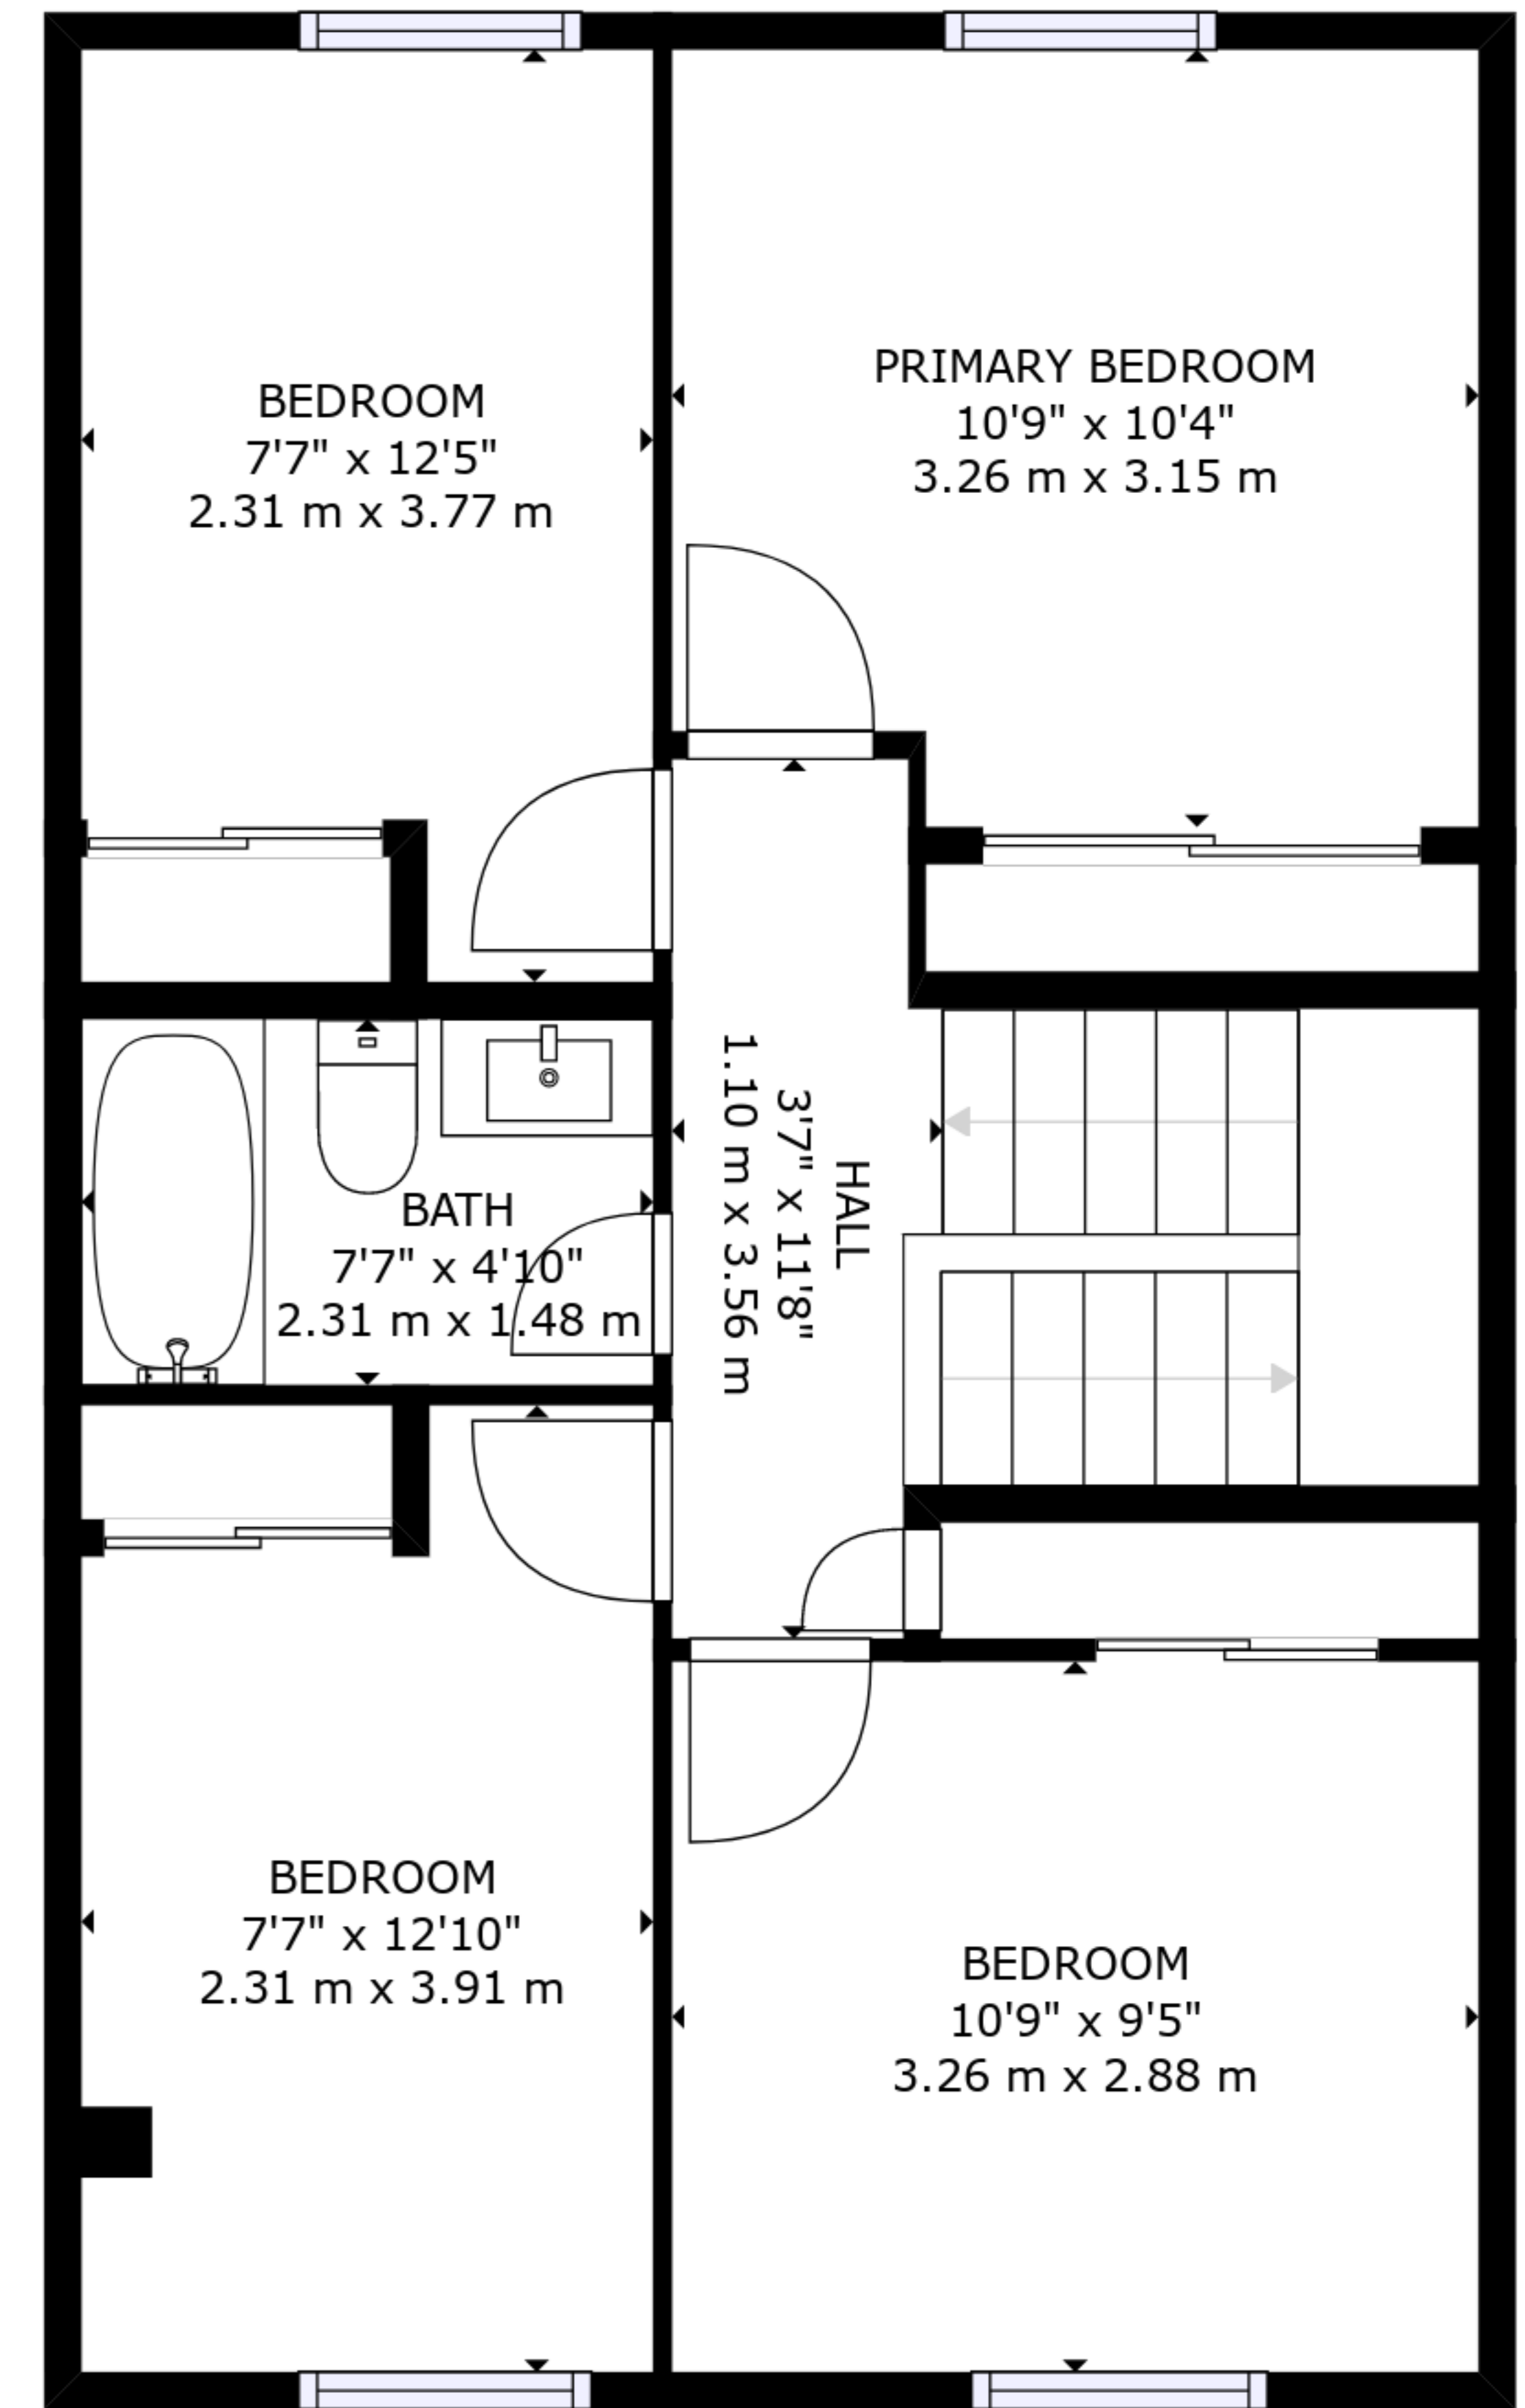 BEDROOM
7'7" x 12'5"
2.31 m x 3.77 m
PRIMARY BEDROOM
10'9" x 10'4"
3.26 m x 3.15 m
BATH
7'7" x 4'10"
2.31 m x 1.48 m
HALL
3'7" x 11'8"
1.10 m x 3.56 m
BEDROOM
7'7" x 12'10"
2.31 m x 3.91 m
BEDROOM
10'9" x 9'5"
3.26 m x 2.88 m